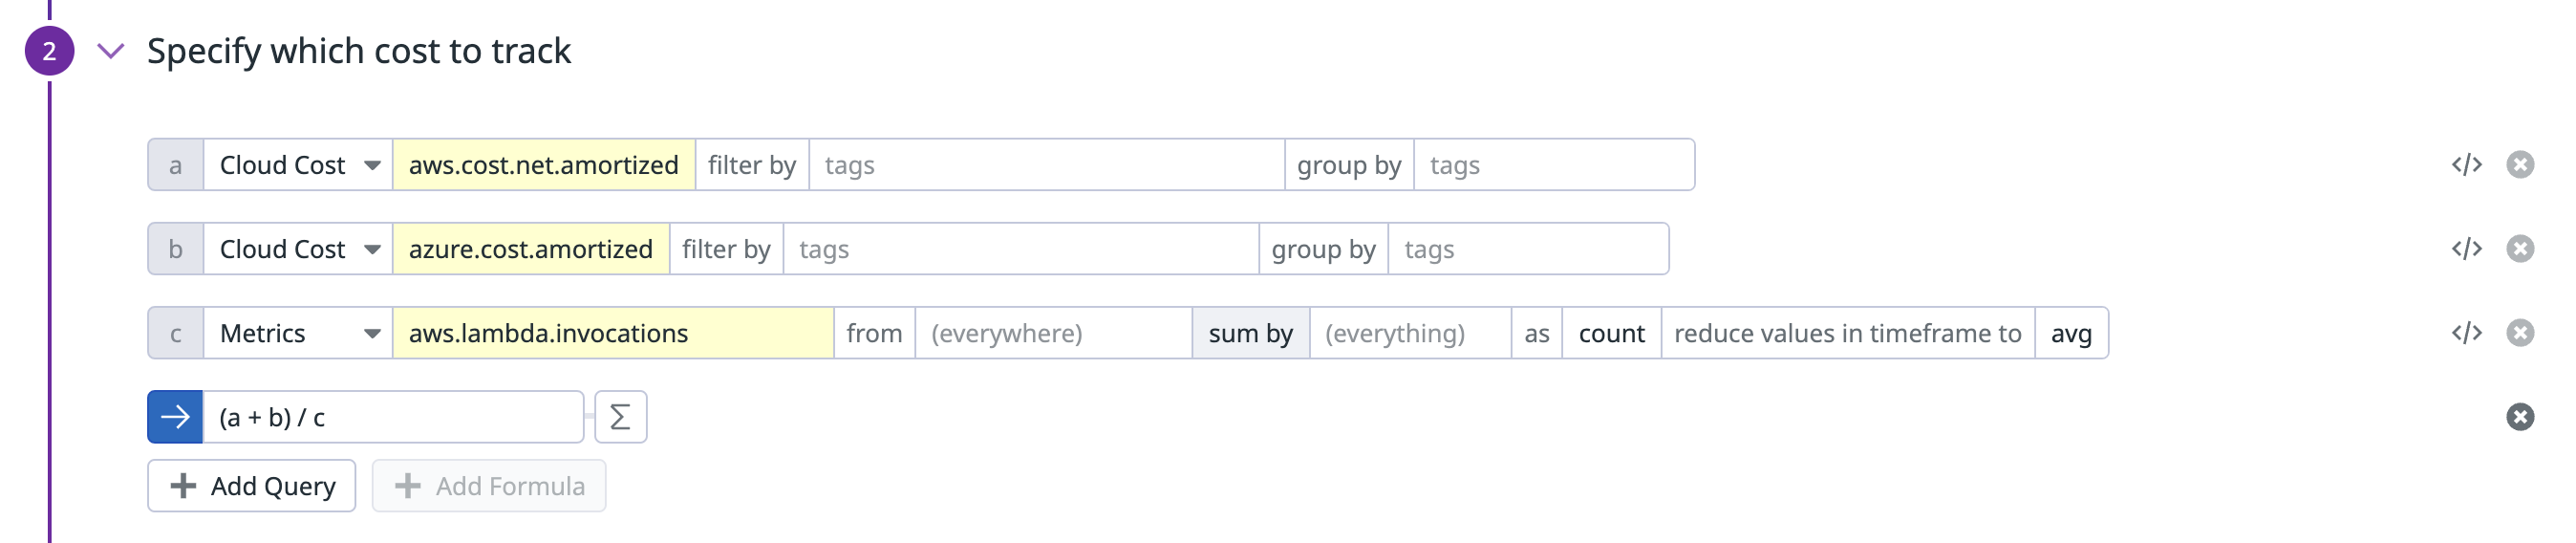 2 Specify which cost to track
a Cloud Cost aws.cost.net.amortized filter by tags group by tags </>
b Cloud Cost azure.cost.amortized filter by tags group by tags </>
c Metrics aws.lambda.invocations from (everywhere) sum by (everything) as count reduce values in timeframe to avg </>
(a + b) / c Σ
Add Query Add Formula